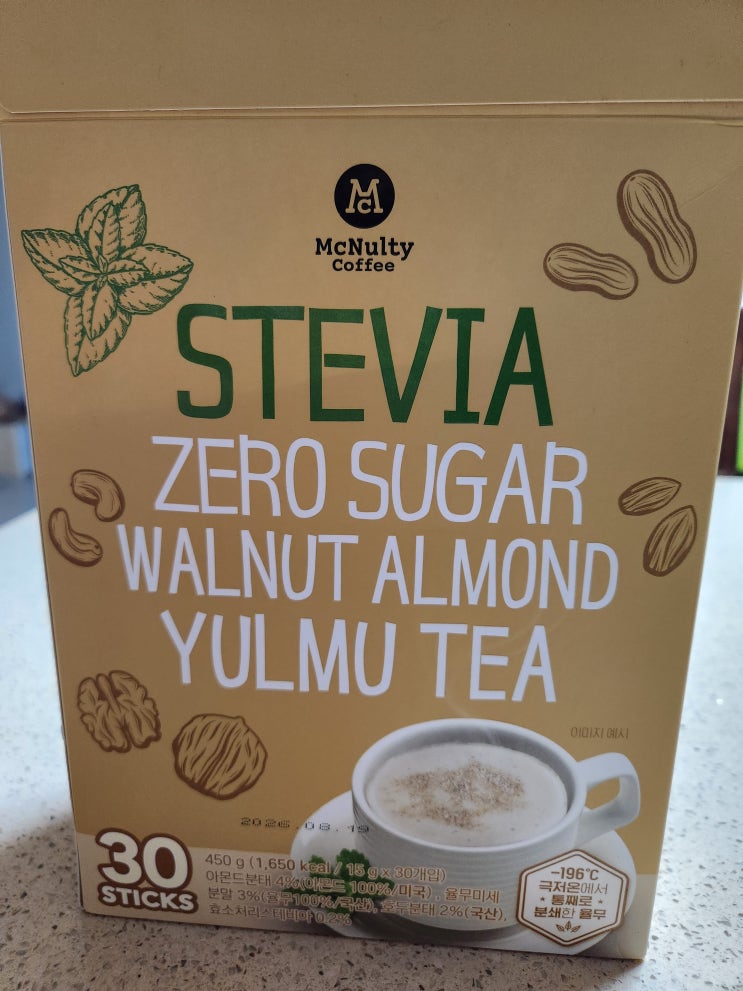 Mc
McNulty
Coffee
STEVIA
ZERO SUGAR
WALNUT ALMOND
YULMU TEA
이미지 예시
2026.08.19
30
STICKS
450 g (1,650 kcal / 15 g x 30개입)
아몬드분태 4%(아몬드 100%/미국), 율무미세
분말 3%(율무100%/국산), 호두분태 2%(국산),
효소처리스테비아 0.2%
-196℃
극저온에서
통째로
분쇄한 율무